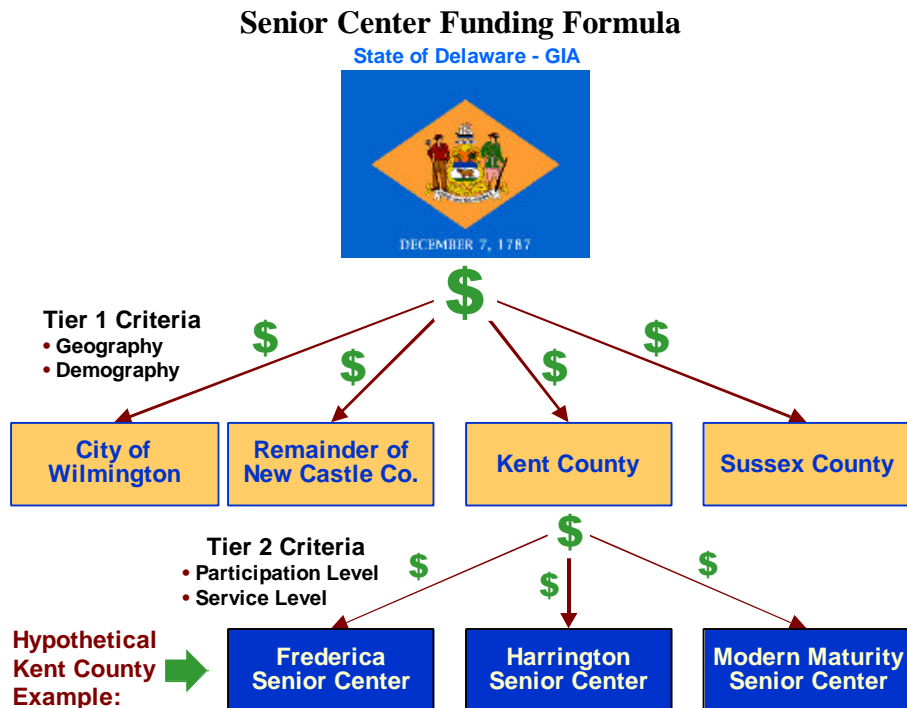 Senior Center Funding Formula
State of Delaware - GIA
DECEMBER 7, 1787
$
Tier 1 Criteria
• Geography
• Demography
$
$
$
$
City of
Wilmington
Remainder of
New Castle Co.
Kent County
Sussex County
$
Tier 2 Criteria
• Participation Level
• Service Level
$
$
$
Hypothetical
Kent County
Example:
Frederica
Senior Center
Harrington
Senior Center
Modern Maturity
Senior Center